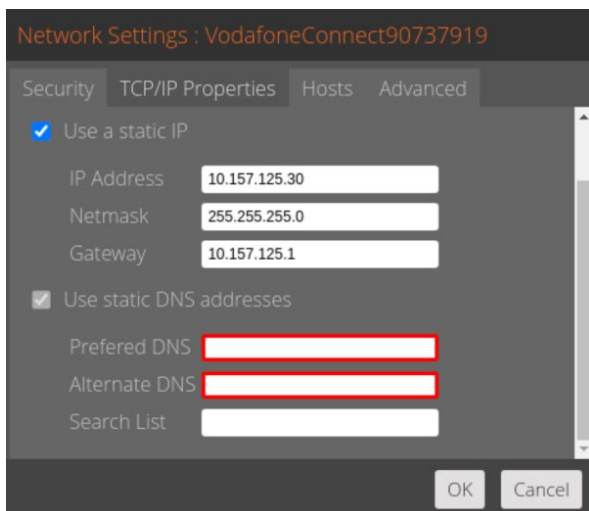 Network Settings : VodafoneConnect90737919
Security TCP/IP Properties Hosts Advanced
Use a static IP
IP Address 10.157.125.30
Netmask 255.255.255.0
Gateway 10.157.125.1
Use static DNS addresses
Prefered DNS
Alternate DNS
Search List
OK Cancel